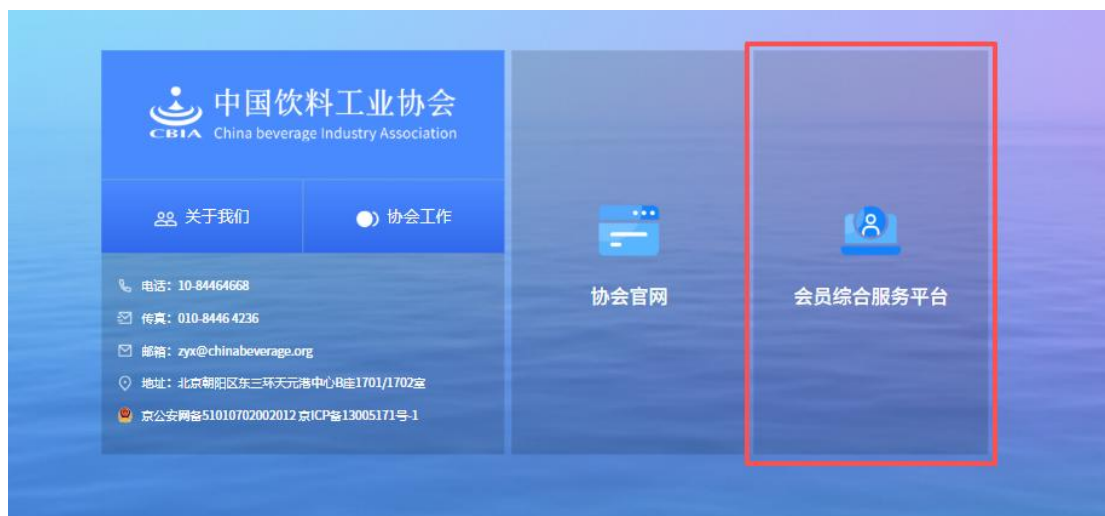 中国饮料工业协会
CBIA China beverage Industry Association
关于我们
协会工作
电话：10-84464668
传真：010-8446 4236
邮箱：zyx@chinabeverage.org
地址：北京朝阳区东三环天元港中心B座1701/1702室
京公安网备51010702002012 京ICP备13005171号-1
协会官网
会员综合服务平台